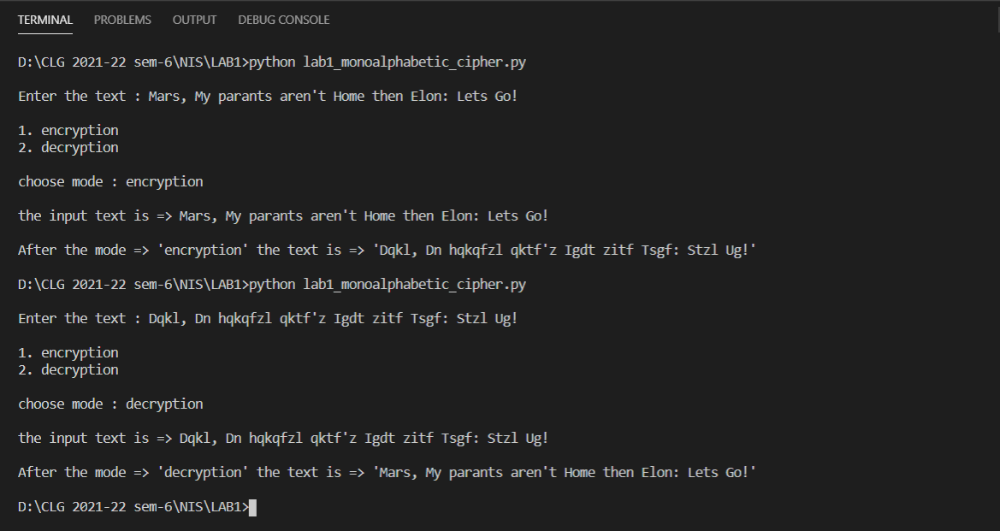 TERMINAL PROBLEMS OUTPUT DEBUG CONSOLE
D:\CLG 2021-22 sem-6\NIS\LAB1>python lab1_monoalphabetic_cipher.py
Enter the text : Mars, My parants aren't Home then Elon: Lets Go!
1. encryption
2. decryption
choose mode : encryption
the input text is => Mars, My parants aren't Home then Elon: Lets Go!
After the mode => 'encryption' the text is => 'Dqkl, Dn hqkqfzl qktf'z Igdt zitf Tsgf: Stzl Ug!'
D:\CLG 2021-22 sem-6\NIS\LAB1>python lab1_monoalphabetic_cipher.py
Enter the text : Dqkl, Dn hqkqfzl qktf'z Igdt zitf Tsgf: Stzl Ug!
1. encryption
2. decryption
choose mode : decryption
the input text is => Dqkl, Dn hqkqfzl qktf'z Igdt zitf Tsgf: Stzl Ug!
After the mode => 'decryption' the text is => 'Mars, My parants aren't Home then Elon: Lets Go!'
D:\CLG 2021-22 sem-6\NIS\LAB1>